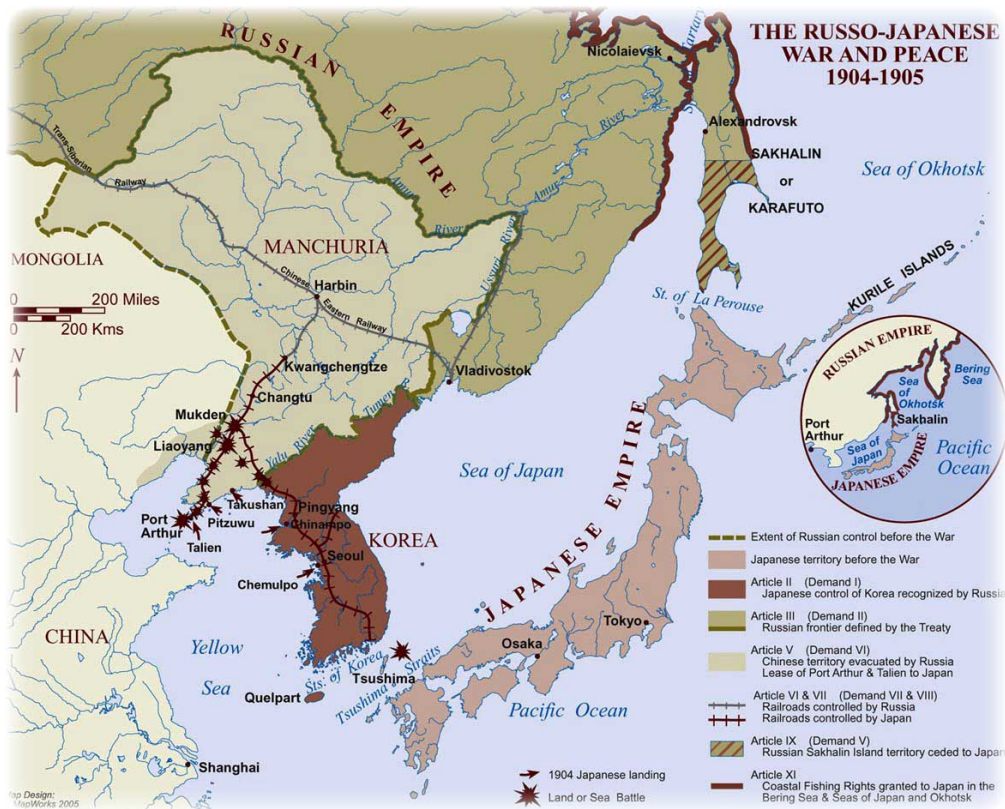 THE RUSSO-JAPANESE
WAR AND PEACE
1904-1905
RUSSIAN
EMPIRE
Nicolaievsk
Tartary
Alexandrovsk
SAKHALIN
or
KARAFUTO
Sea of Okhotsk
Trans-Siberian
Railway
Amur
River
Amur
River
River
Ussuri River
MANCHURIA
MONGOLIA
Chinese
Eastern Railway
Harbin
0 200 Miles
0 200 Kms
N
St. of La Perouse
KURILE ISLANDS
Kwangchengtze
Vladivostok
Changtu
Tumen R.
Mukden
Liaoyang
Yalu River
Sea of Japan
JAPANESE EMPIRE
Takushan
Pitzuwu
Port
Arthur
Talien
Pingyang
Chinampo
Seoul
KOREA
Chemulpo
CHINA
Yellow
Sea
Sts. of Korea
Tsushima
Tsushima Straits
Quelpart
Osaka
Tokyo
Pacific Ocean
Shanghai
RUSSIAN EMPIRE
Bering
Sea
Sea
of
Okhotsk
Sakhalin
Port
Arthur
Sea of
Japan
JAPANESE EMPIRE
Pacific
Ocean
Extent of Russian control before the War
Japanese territory before the War
Article II (Demand I)
Japanese control of Korea recognized by Russia
Article III (Demand II)
Russian frontier defined by the Treaty
Article V (Demand VI)
Chinese territory evacuated by Russia
Lease of Port Arthur & Talien to Japan
Article VI & VII (Demand VII & VIII)
Railroads controlled by Russia
Railroads controlled by Japan
Article IX (Demand V)
Russian Sakhalin Island territory ceded to Japan
Article XI
Coastal Fishing Rights granted to Japan in the
Bering Sea & Seas of Japan and Okhotsk
1904 Japanese landing
Land or Sea Battle
Map Design:
MapWorks 2005